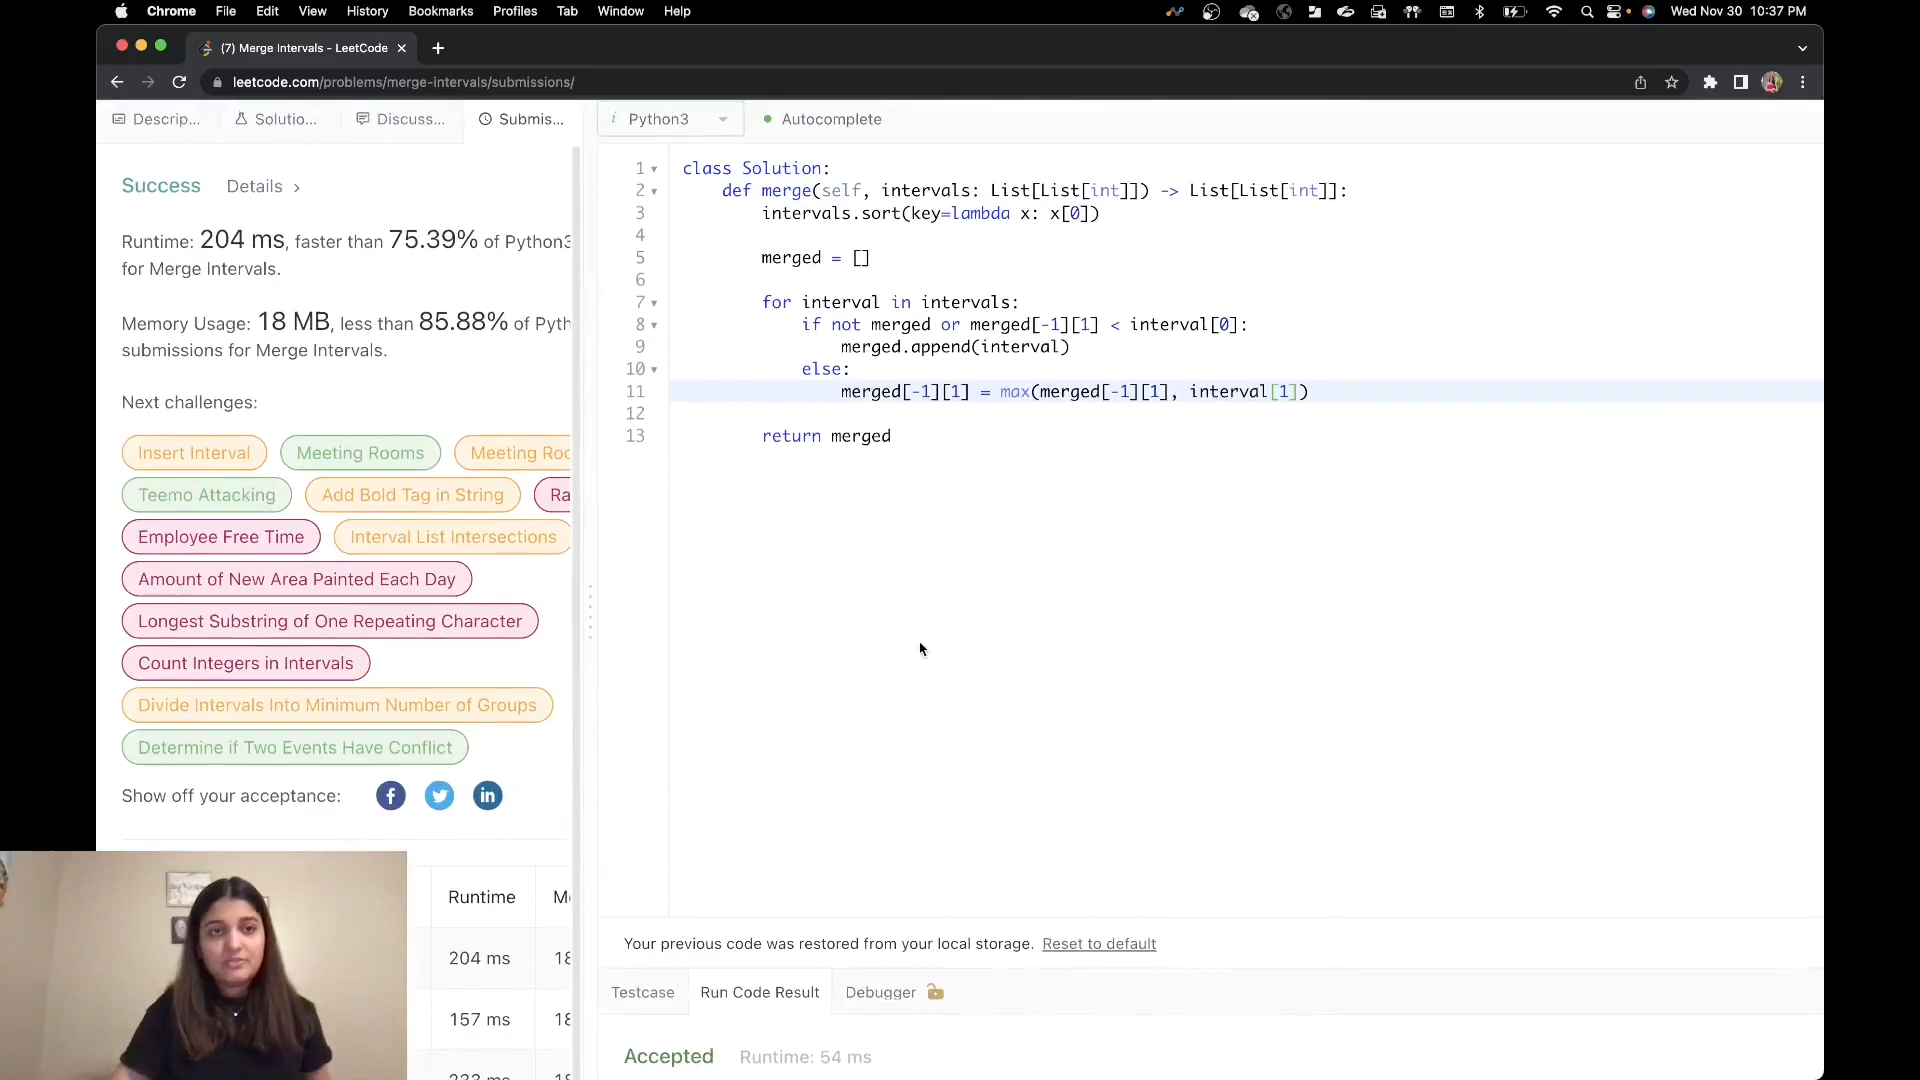 Chrome File Edit View History Bookmarks Profiles Tab Window Help Wed Nov 30 10:37 PM
(7) Merge Intervals - LeetCode
leetcode.com/problems/merge-intervals/submissions/
Descrip... Solutio... Discuss... Submis... i Python3 Autocomplete
Success Details >
Runtime: 204 ms, faster than 75.39% of Python3
for Merge Intervals.
Memory Usage: 18 MB, less than 85.88% of Pyth
submissions for Merge Intervals.
Next challenges:
Insert Interval Meeting Rooms Meeting Roo
Teemo Attacking Add Bold Tag in String Ra
Employee Free Time Interval List Intersections
Amount of New Area Painted Each Day
Longest Substring of One Repeating Character
Count Integers in Intervals
Divide Intervals Into Minimum Number of Groups
Determine if Two Events Have Conflict
Show off your acceptance:
Runtime
204 ms 18
157 ms 18
1 class Solution:
2 def merge(self, intervals: List[List[int]]) -> List[List[int]]:
3 intervals.sort(key=lambda x: x[0])
4
5 merged = []
6
7 for interval in intervals:
8 if not merged or merged[-1][1] < interval[0]:
9 merged.append(interval)
10 else:
11 merged[-1][1] = max(merged[-1][1], interval[1])
12
13 return merged
Your previous code was restored from your local storage. Reset to default
Testcase Run Code Result Debugger
Accepted Runtime: 54 ms